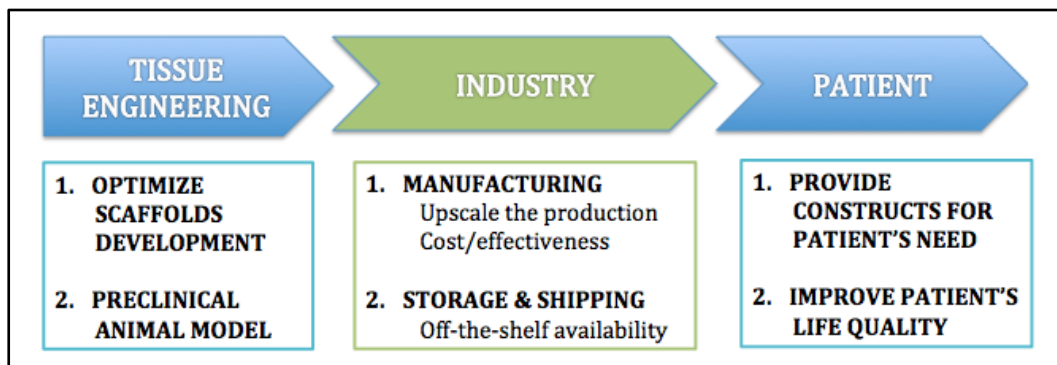 TISSUE
ENGINEERING
INDUSTRY
PATIENT
1. OPTIMIZE
SCAFFOLDS
DEVELOPMENT
2. PRECLINICAL
ANIMAL MODEL
1. MANUFACTURING
Upscale the production
Cost/effectiveness
2. STORAGE & SHIPPING
Off-the-shelf availability
1. PROVIDE
CONSTRUCTS FOR
PATIENT'S NEED
2. IMPROVE PATIENT'S
LIFE QUALITY